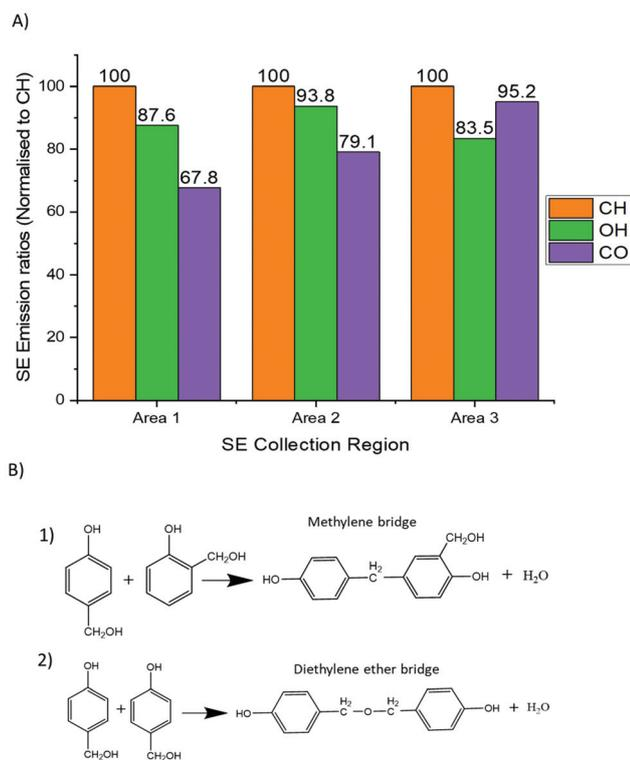 A)
SE Emission ratios (Normalised to CH)
100
80
60
40
20
0
100
87.6
67.8
100
93.8
79.1
100
83.5
95.2
CH
OH
CO
Area 1
Area 2
Area 3
SE Collection Region
B)
1)
OH
CH₂OH
+
OH
CH₂OH
Methylene bridge
HO
H₂
C
CH₂OH
OH
+ H₂O
2)
OH
CH₂OH
+
OH
CH₂OH
Diethylene ether bridge
HO
H₂
C
O
H₂
C
OH
+ H₂O